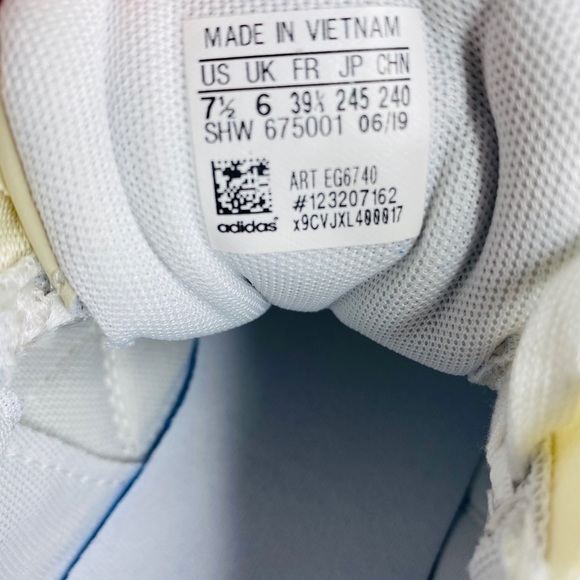 MADE IN VIETNAM
US UK FR JP CHN
7½ 6 39⅓ 245 240
SHW 675001 06/19
ART EG6740
#123207162
adidas x9CVJXL400017